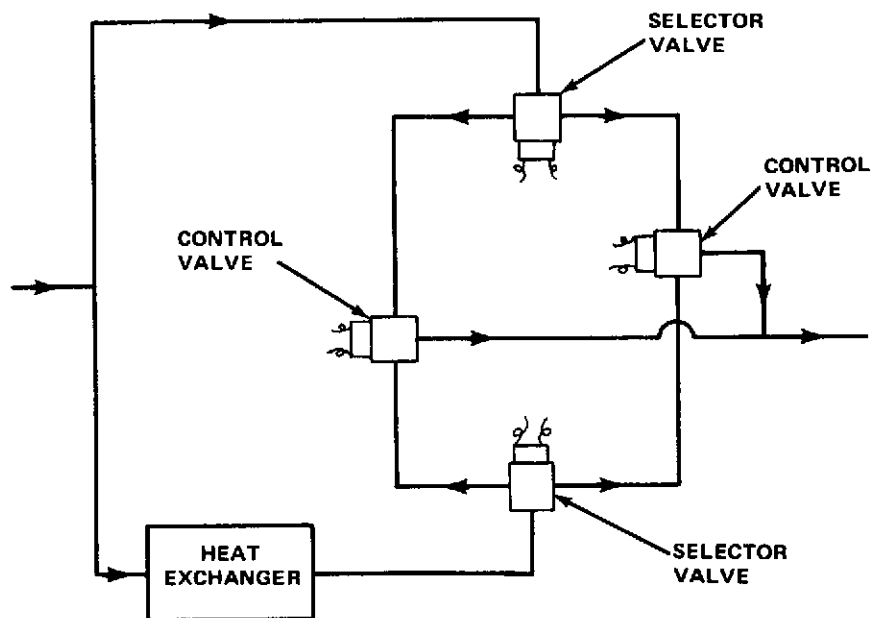 SELECTOR
VALVE
CONTROL
VALVE
CONTROL
VALVE
HEAT
EXCHANGER
SELECTOR
VALVE